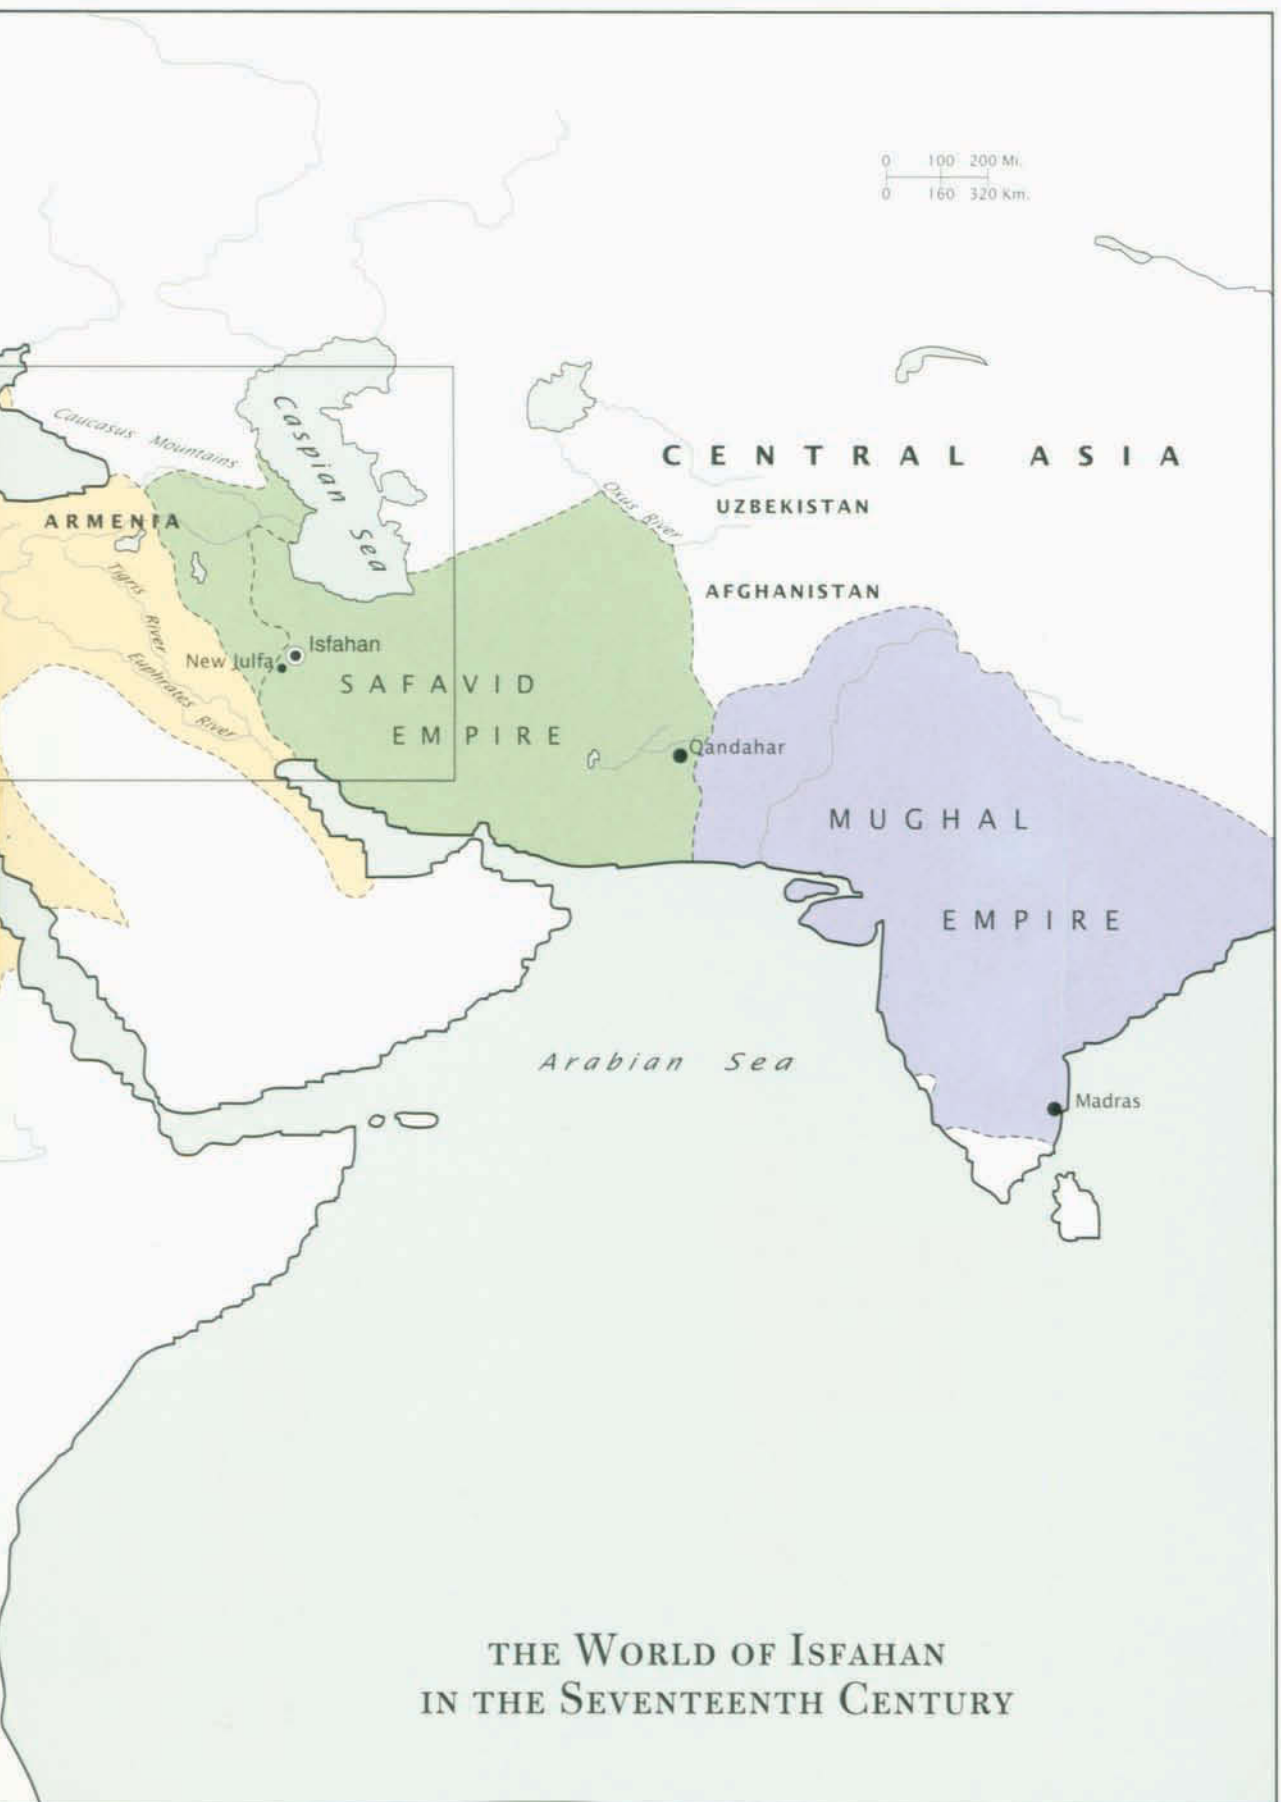 0 100 200 Mi.
0 160 320 Km.
Caucasus Mountains
Caspian Sea
CENTRAL ASIA
Oxus River
UZBEKISTAN
ARMENIA
Tigris River
AFGHANISTAN
Isfahan
New Julfa
Euphrates River
SAFAVID
EMPIRE
Qandahar
MUGHAL
EMPIRE
Arabian Sea
Madras
THE WORLD OF ISFAHAN
IN THE SEVENTEENTH CENTURY